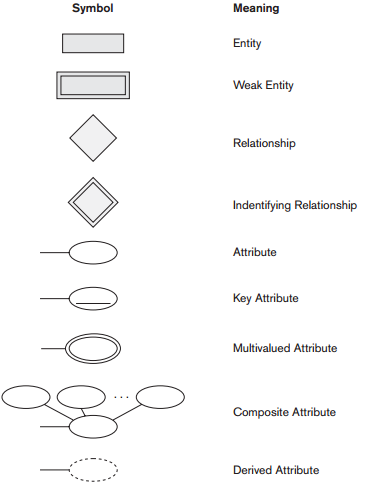 Symbol Meaning
Entity
Weak Entity
Relationship
Indentifying Relationship
Attribute
Key Attribute
Multivalued Attribute
. . .
Composite Attribute
Derived Attribute